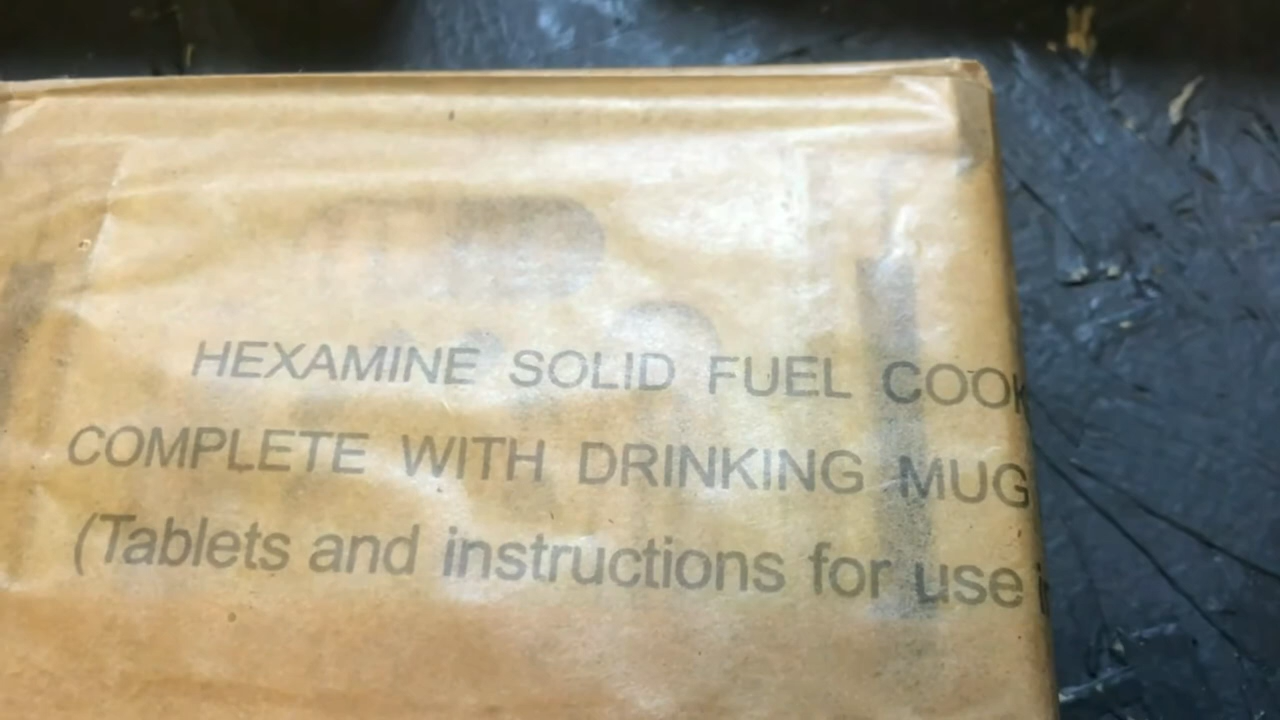 HEXAMINE SOLID FUEL COOK
COMPLETE WITH DRINKING MUG
(Tablets and instructions for use